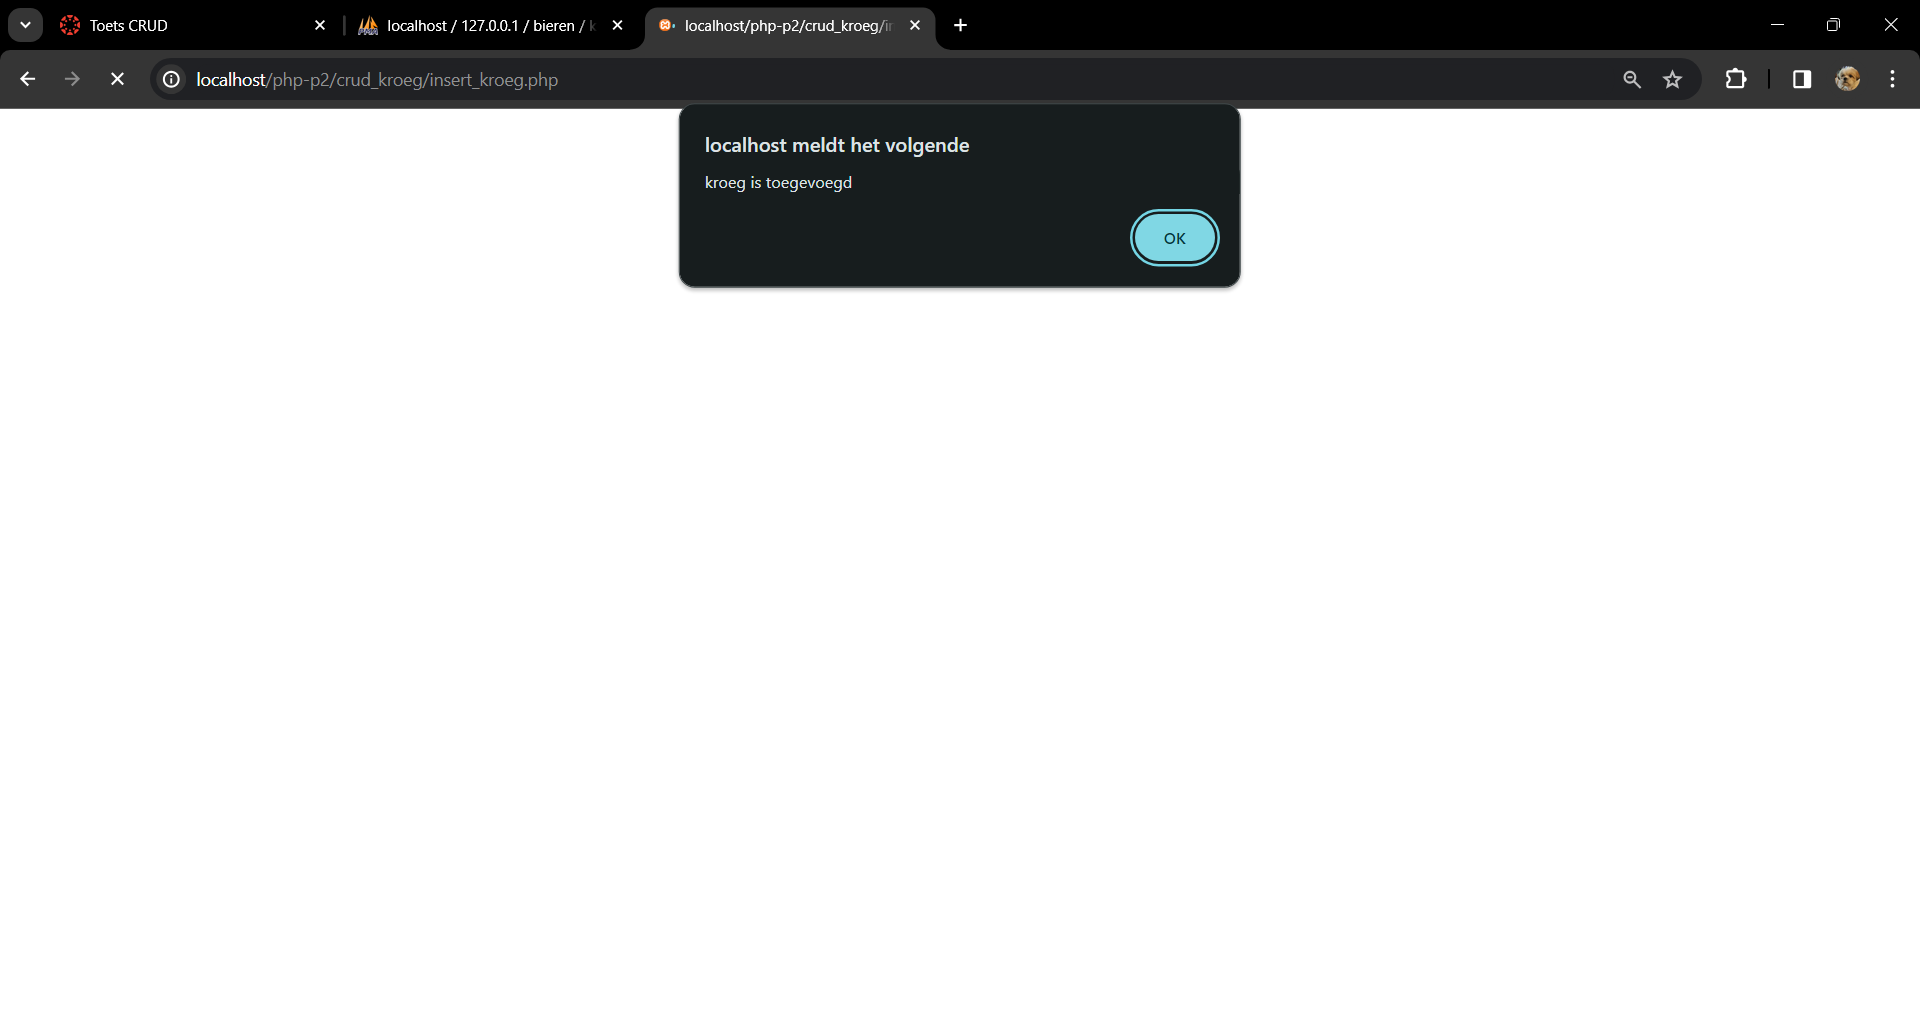 Toets CRUD
localhost / 127.0.0.1 / bieren /
localhost/php-p2/crud_kroeg/i
localhost/php-p2/crud_kroeg/insert_kroeg.php
localhost meldt het volgende
kroeg is toegevoegd
OK